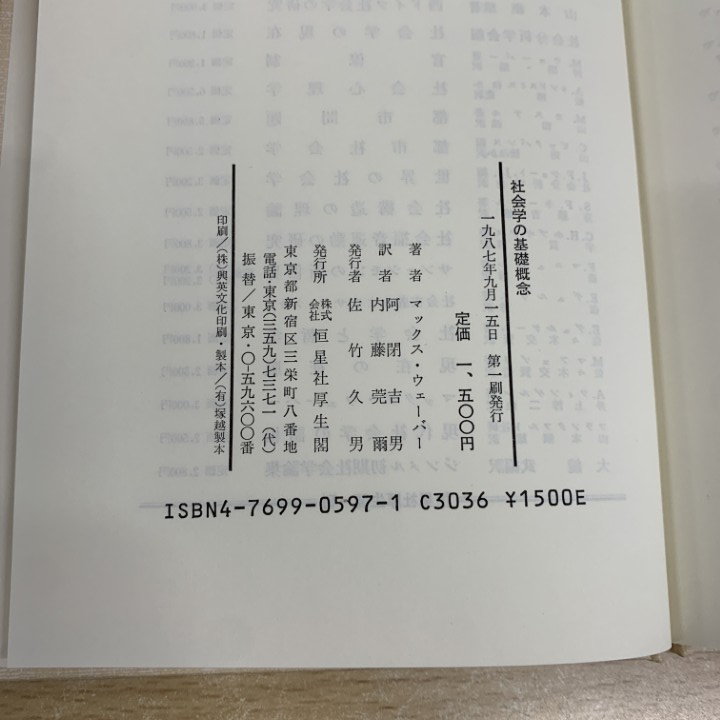 社会学の基礎概念
一九八七年九月一五日　第一刷発行
定価　一、五〇〇円
著者　マックス・ウェーバー
訳者　阿閉吉男
内藤莞爾
発行者　佐竹久男
発行所　株式会社　恒星社厚生閣
東京都新宿区三栄町八番地
電話・東京(三五九)七三七一(代)
振替／東京・〇―五九六〇〇番
印刷／(株)興英文化印刷・製本／(有)塚越製本
ISBN4-7699-0597-1 C3036 ¥1500E